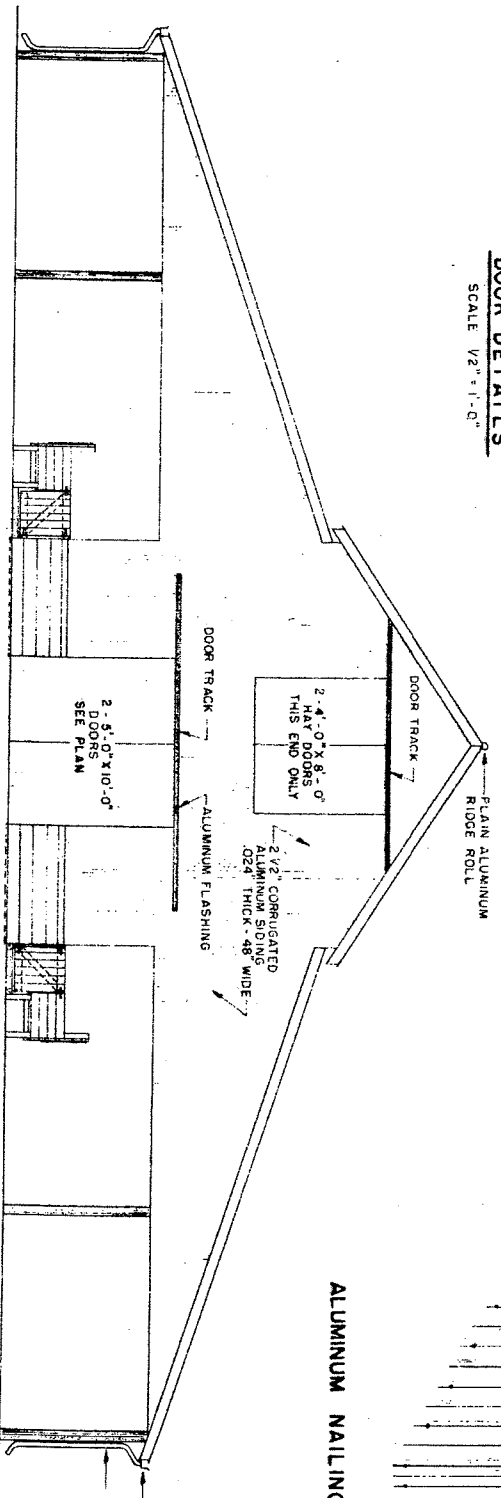 DOOR DETAILS
SCALE 1/2" = 1'-0"
PLAIN ALUMINUM
RIDGE ROLL
DOOR TRACK
2 - 4'-0" X 8'-0"
HAY DOORS
THIS END ONLY
2 1/2" CORRUGATED
ALUMINUM SIDING
.024" THICK - 48" WIDE
DOOR TRACK
ALUMINUM FLASHING
2 - 5'-0" X 10'-0"
DOORS
SEE PLAN
ALUMINUM NAILING